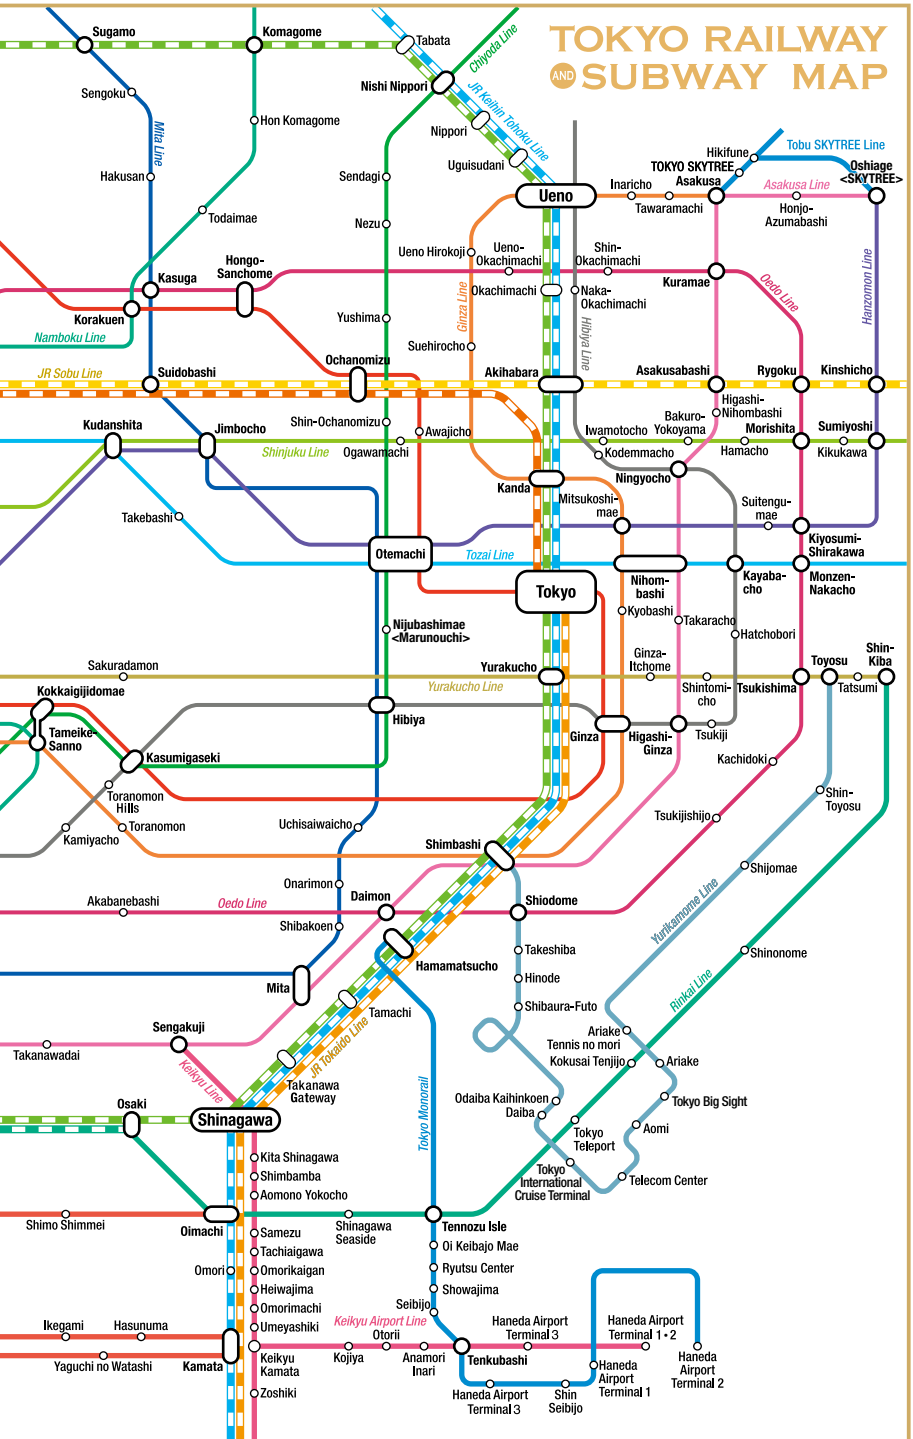 TOKYO RAILWAY
AND SUBWAY MAP
Sugamo
Komagome
Tabata
Chiyoda Line
Nishi Nippori
JR Keihin Tohoku Line
Sengoku
Mita Line
Hon Komagome
Nippori
Uguisudani
Hikifune
Tobu SKYTREE Line
TOKYO SKYTREE
Asakusa
Oshiage
<SKYTREE>
Hakusan
Sendagi
Ueno
Inaricho
Tawaramachi
Asakusa Line
Honjo-
Azumabashi
Todaimae
Nezu
Ueno Hirokoji
Ueno-
Okachimachi
Shin-
Okachimachi
Hongo-
Sanchome
Kasuga
Kuramae
Oedo Line
Hanzomon Line
Okachimachi
Naka-
Okachimachi
Ginza Line
Korakuen
Yushima
Hibiya Line
Namboku Line
Suehirocho
Ochanomizu
JR Sobu Line
Suidobashi
Akihabara
Asakusabashi
Rygoku
Kinshicho
Higashi-
Nihombashi
Kudanshita
Jimbocho
Shin-Ochanomizu
Awajicho
Iwamotocho
Bakuro-
Yokoyama
Morishita
Sumiyoshi
Shinjuku Line
Ogawamachi
Kodemmacho
Hamacho
Kikukawa
Ningyocho
Kanda
Mitsukoshi-
mae
Suitengu-
mae
Takebashi
Kiyosumi-
Shirakawa
Otemachi
Tozai Line
Tokyo
Nihom-
bashi
Kayaba-
cho
Monzen-
Nakacho
Kyobashi
Takaracho
Hatchobori
Nijubashimae
<Marunouchi>
Sakuradamon
Yurakucho
Yurakucho Line
Ginza-
Itchome
Shintomi-
cho
Tsukishima
Toyosu
Tatsumi
Shin-
Kiba
Kokkaigijidomae
Tameike-
Sanno
Hibiya
Ginza
Higashi-
Ginza
Tsukiji
Kasumigaseki
Kachidoki
Toranomon
Hills
Shin-
Toyosu
Kamiyacho
Toranomon
Uchisaiwaicho
Tsukijishijo
Shimbashi
Shijomae
Onarimon
Akabanebashi
Oedo Line
Daimon
Shiodome
Yurikamome Line
Shibakoen
Hamamatsucho
Takeshiba
Shinonome
Hinode
Rinkai Line
Mita
Shibaura-Futo
Tamachi
Sengakuji
Takanawadai
Keikyu Line
JR Tokaido Line
Ariake
Tennis no mori
Kokusai Tenjijo
Ariake
Takanawa
Gateway
Odaiba Kaihinkoen
Daiba
Tokyo Big Sight
Osaki
Shinagawa
Tokyo Monorail
Tokyo
Teleport
Aomi
Kita Shinagawa
Shimbamba
Aomono Yokocho
Tokyo
International
Cruise Terminal
Telecom Center
Shimo Shimmei
Oimachi
Shinagawa
Seaside
Tennozu Isle
Samezu
Tachiaigawa
Oi Keibajo Mae
Omori
Omorikaigan
Ryutsu Center
Heiwajima
Showajima
Omorimachi
Seibijo
Umeyashiki
Keikyu Airport Line
Ikegami
Hasunuma
Otorii
Haneda Airport
Terminal 3
Haneda Airport
Terminal 1・2
Yaguchi no Watashi
Kamata
Keikyu
Kamata
Kojiya
Anamori
Inari
Tenkubashi
Haneda
Airport
Terminal 1
Haneda
Airport
Terminal 2
Zoshiki
Haneda Airport
Terminal 3
Shin
Seibijo